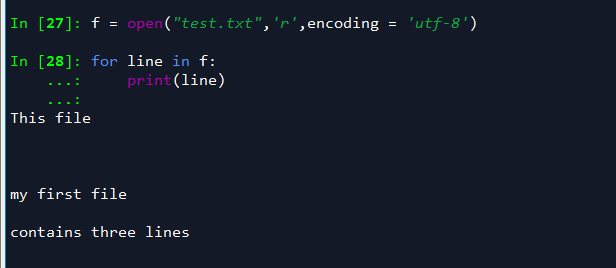 In [27]: f = open("test.txt",'r',encoding = 'utf-8')
In [28]: for line in f:
...: print(line)
...:
This file
my first file
contains three lines